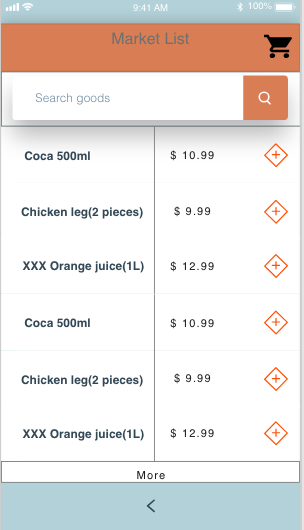 9:41 AM 100%
Market List
Search goods
Coca 500ml $ 10.99
Chicken leg(2 pieces) $ 9.99
XXX Orange juice(1L) $ 12.99
Coca 500ml $ 10.99
Chicken leg(2 pieces) $ 9.99
XXX Orange juice(1L) $ 12.99
More